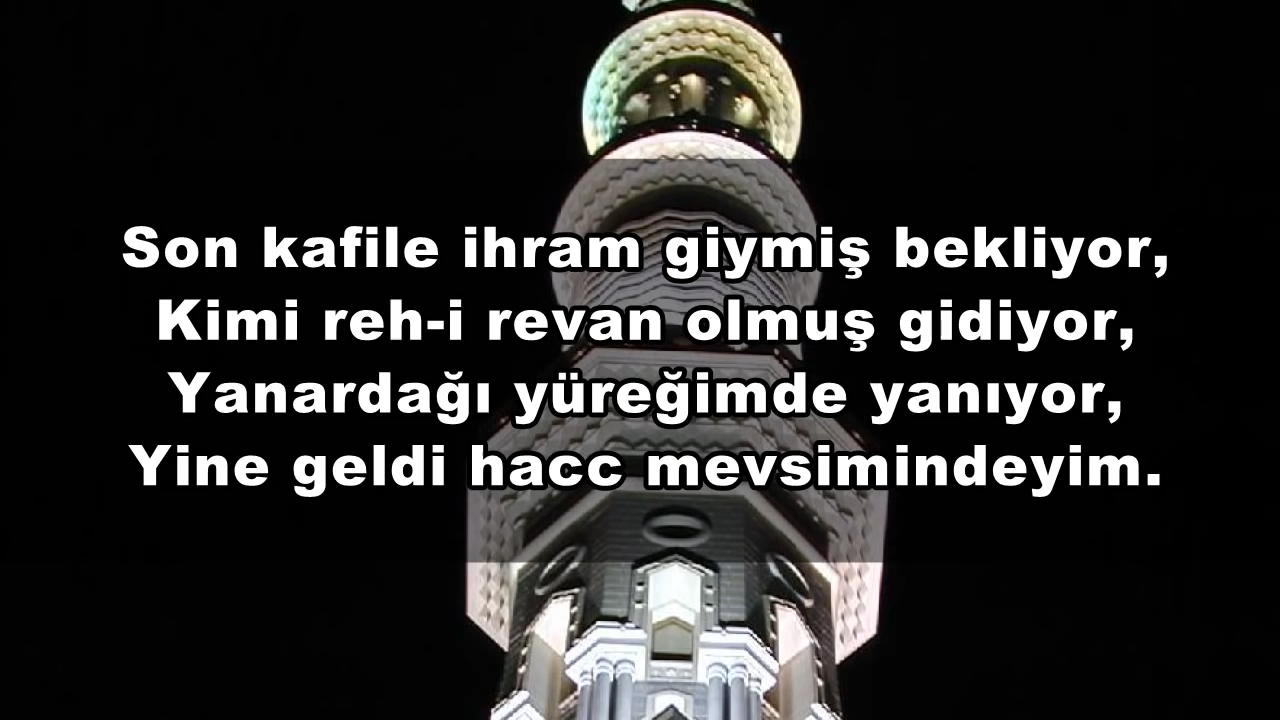 Son kafile ihram giymiş bekliyor,
Kimi reh-i revan olmuş gidiyor,
Yanardağı yüreğimde yanıyor,
Yine geldi hacc mevsimindeyim.